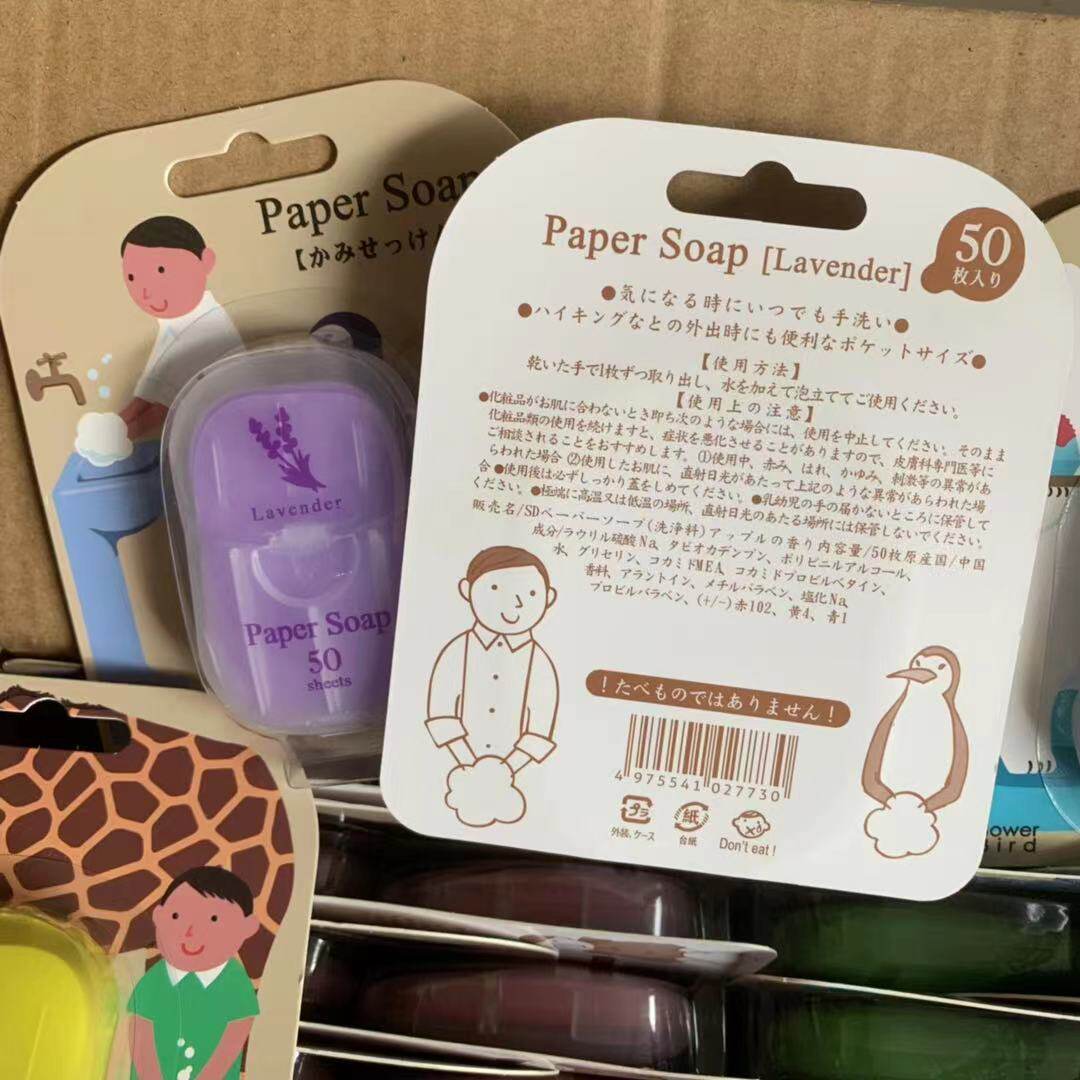 Paper Soap
【かみせっけ
Lavender
Paper Soap
50
sheets
Paper Soap [Lavender]
50
枚入り
●気になる時にいつでも手洗い●
●ハイキングなとの外出時にも便利なポケットサイズ●
【使用方法】
乾いた手で1枚ずつ取り出し、水を加えて泡立ててご使用ください。
【使用上の注意】
●化粧品がお肌に合わないとき即ち次のような場合には、使用を中止してください。そのまま
化粧品類の使用を続けますと、症状を悪化させることがありますので、皮膚科専門医等に
ご相談されることをおすすめします。①使用中、赤み、はれ、かゆみ、刺激等の異常があ
らわれた場合 ②使用したお肌に、直射日光があたって上記のような異常があらわれた場
合 ●使用後は必ずしっかり蓋をしめてください。●乳幼児の手の届かないところに保管して
ください。●極端に高温又は低温の場所、直射日光のあたる場所には保管しないでください。
販売名/SDペーパーソープ(洗浄料)アップルの香り内容量/50枚原産国/中国
成分/ラウリル硫酸Na、タピオカデンプン、ポリビニルアルコール、
水、グリセリン、コカミドMEA、コカミドプロピルベタイン、
香料、アラントイン、メチルパラベン、塩化Na、
プロピルパラベン、(+/-)赤102、黄4、青1
!たべものではありません!
4 975541 027730
プラ
外装、ケース
紙
台紙
Don't eat!
ower
Bird